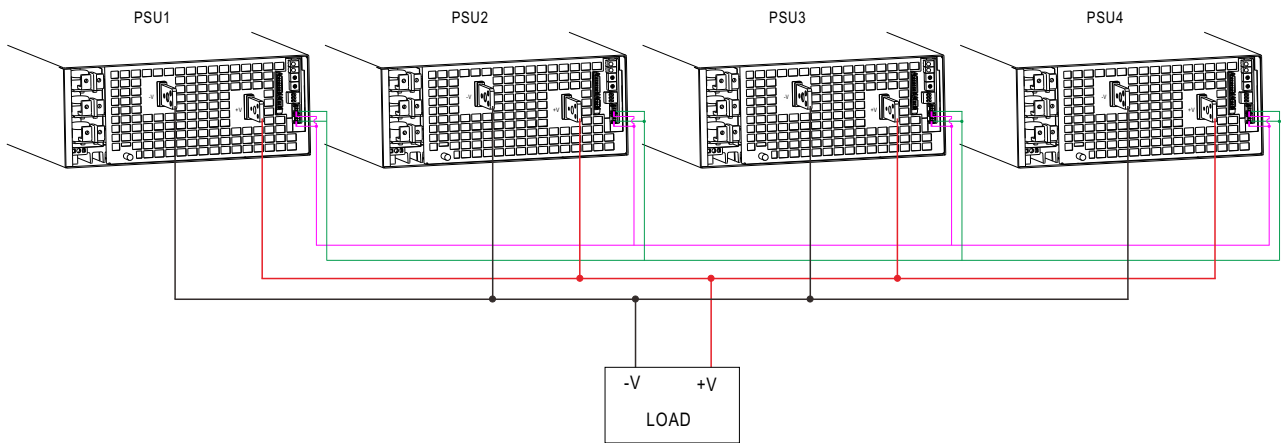 PSU1 PSU2 PSU3 PSU4
-V +V -V +V -V +V -V +V
-V +V
LOAD